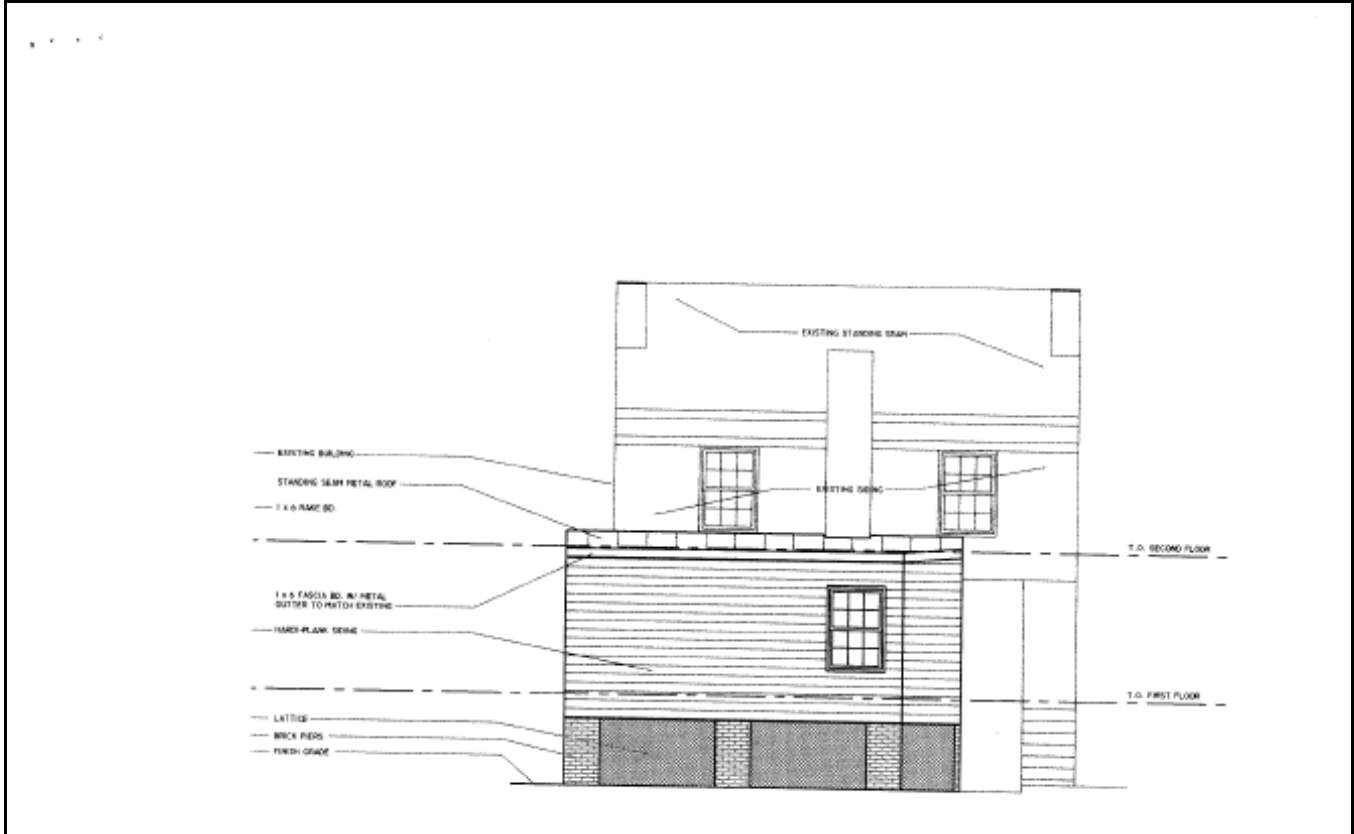 EXISTING STANDING SEAM
EXISTING BUILDING
STANDING SEAM METAL ROOF
EXISTING SIDING
1 x 6 RAKE BD.
T.O. SECOND FLOOR
1 x 6 FASCIA BD. W/ METAL
GUTTER TO MATCH EXISTING
HARDI-PLANK SIDING
T.O. FIRST FLOOR
LATTICE
BRICK PIERS
FINISH GRADE